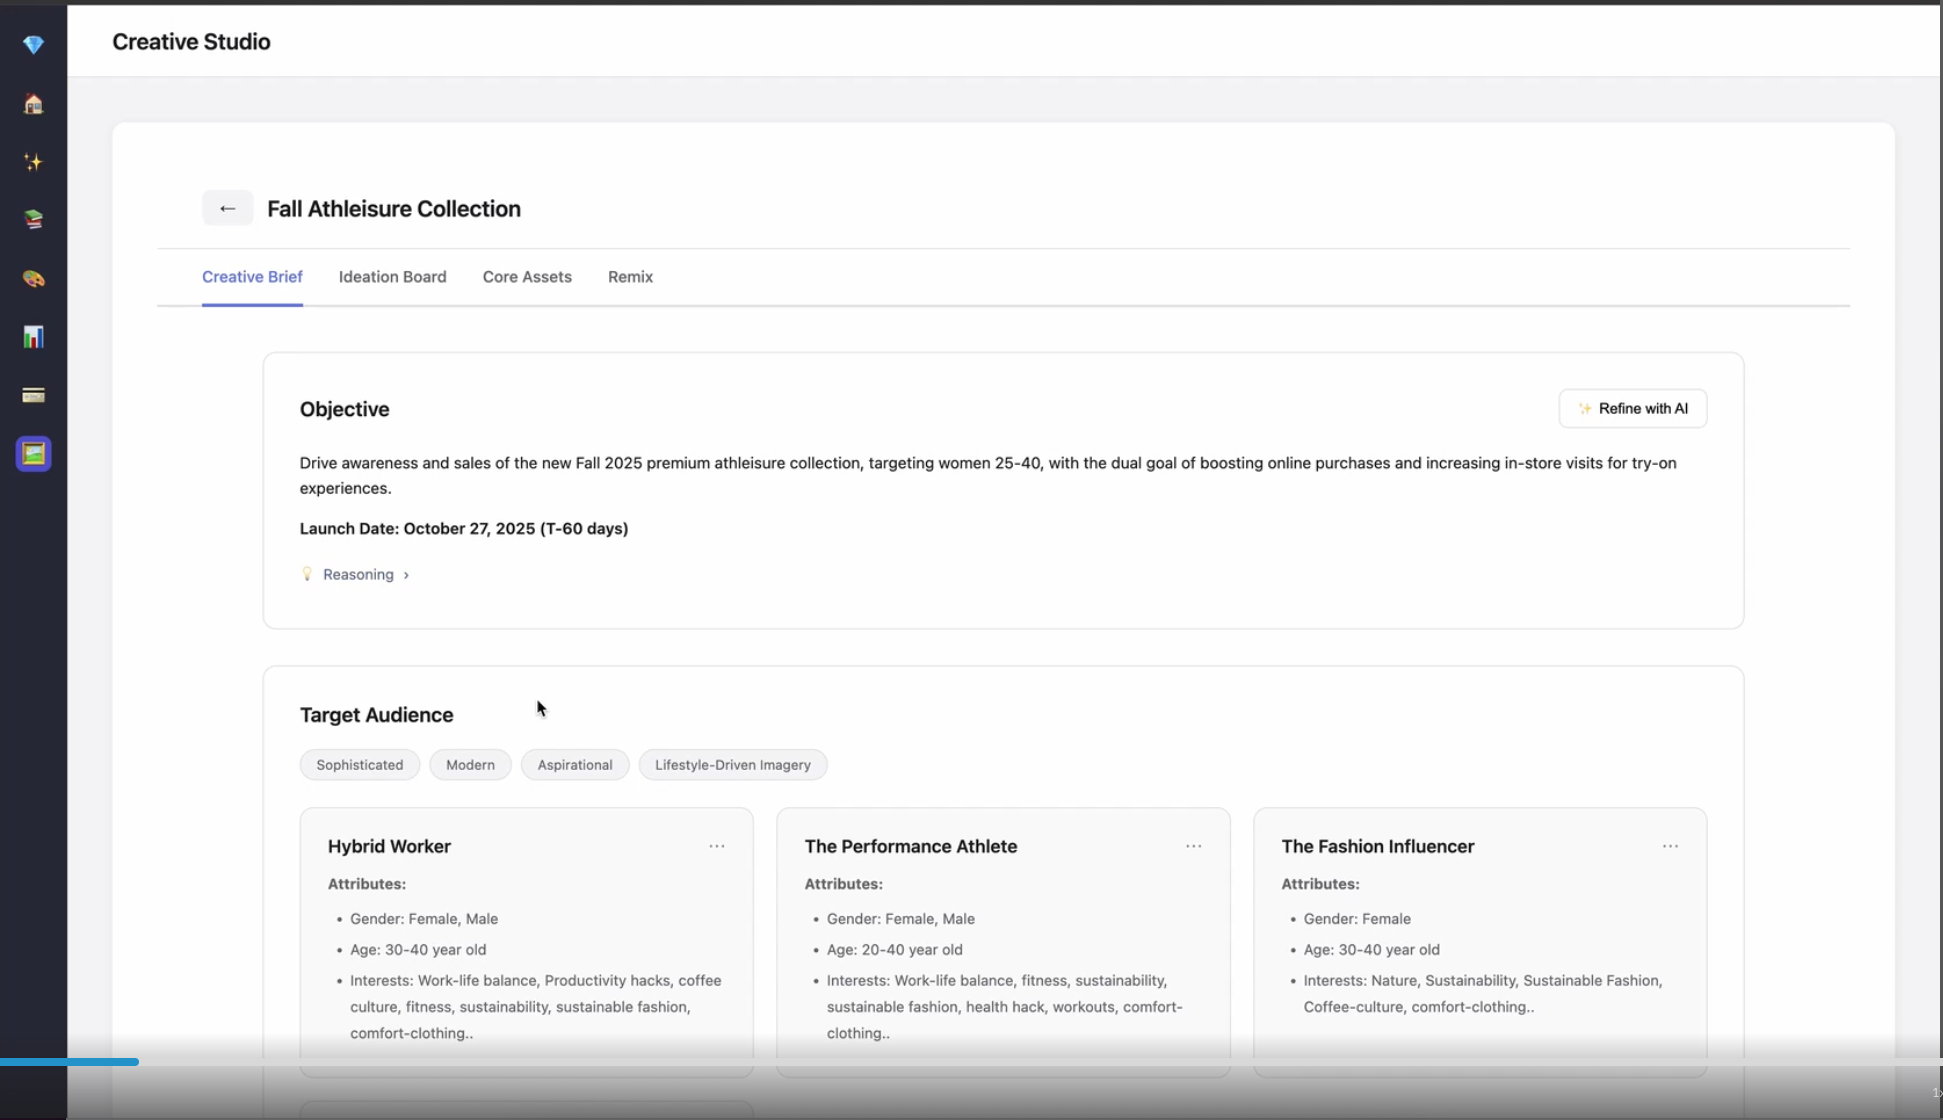 Creative Studio
← Fall Athleisure Collection
Creative Brief Ideation Board Core Assets Remix
Objective
Refine with AI
Drive awareness and sales of the new Fall 2025 premium athleisure collection, targeting women 25-40, with the dual goal of boosting online purchases and increasing in-store visits for try-on
experiences.
Launch Date: October 27, 2025 (T-60 days)
Reasoning ›
Target Audience
Sophisticated Modern Aspirational Lifestyle-Driven Imagery
Hybrid Worker ...
Attributes:
• Gender: Female, Male
• Age: 30-40 year old
• Interests: Work-life balance, Productivity hacks, coffee
culture, fitness, sustainability, sustainable fashion,
comfort-clothing..
The Performance Athlete ...
Attributes:
• Gender: Female, Male
• Age: 20-40 year old
• Interests: Work-life balance, fitness, sustainability,
sustainable fashion, health hack, workouts, comfort-
clothing..
The Fashion Influencer ...
Attributes:
• Gender: Female
• Age: 30-40 year old
• Interests: Nature, Sustainability, Sustainable Fashion,
Coffee-culture, comfort-clothing..